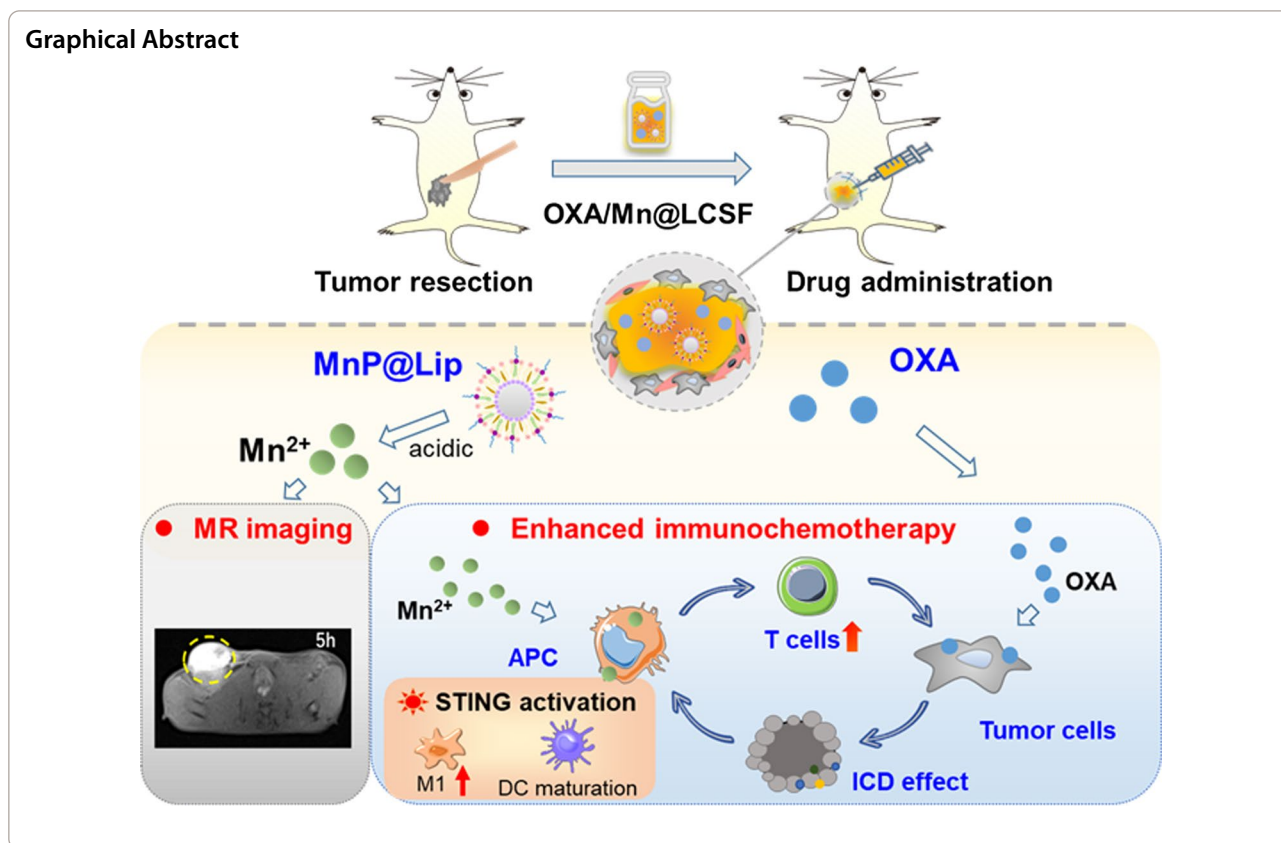 Graphical Abstract
OXA/Mn@LCSF
Tumor resection
Drug administration
MnP@Lip
OXA
Mn²⁺
acidic
MR imaging
Enhanced immunochemotherapy
5h
Mn²⁺
APC
T cells
OXA
STING activation
M1
DC maturation
Tumor cells
ICD effect